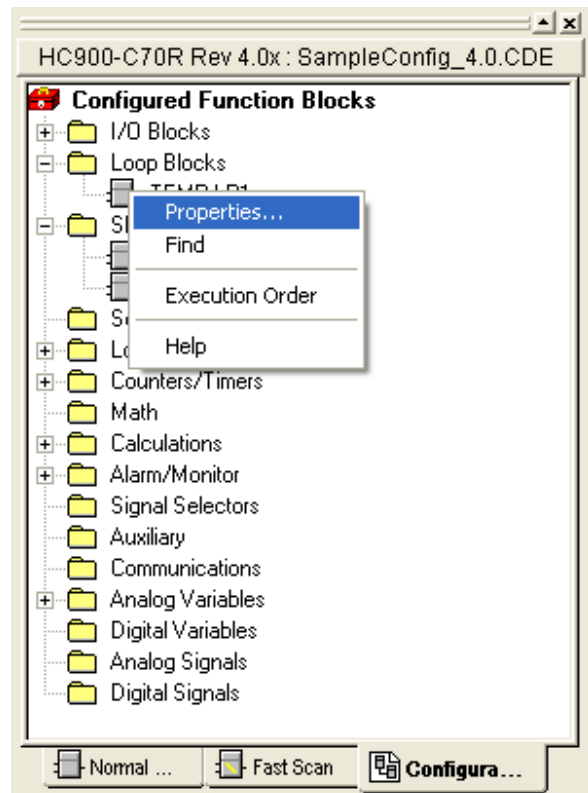 HC900-C70R Rev 4.0x : SampleConfig_4.0.CDE
Configured Function Blocks
I/O Blocks
Loop Blocks
Properties...
Find
Execution Order
Help
Counters/Timers
Math
Calculations
Alarm/Monitor
Signal Selectors
Auxiliary
Communications
Analog Variables
Digital Variables
Analog Signals
Digital Signals
Normal ...
Fast Scan
Configura...